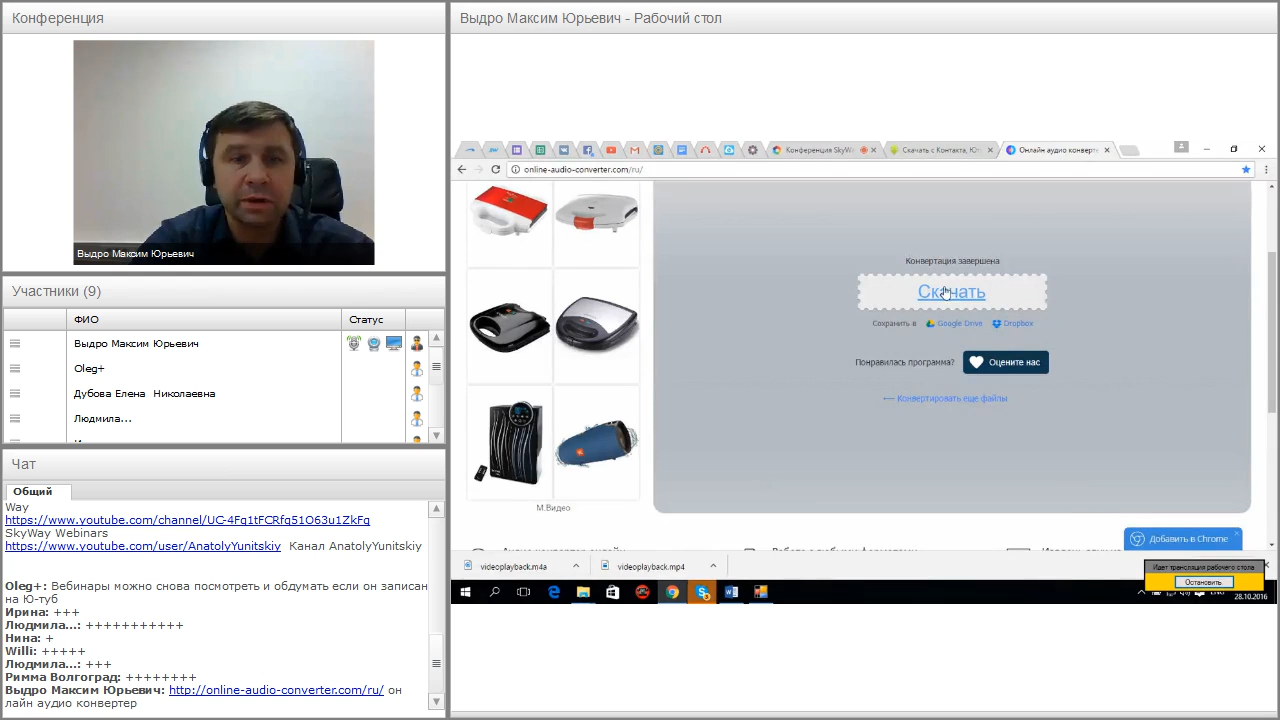 Конференция
Выдро Максим Юрьевич
Участники (9)
ФИО
Статус
Выдро Максим Юрьевич
Oleg+
Дубова Елена Николаевна
Людмила...
Чат
Общий
Way
https://www.youtube.com/channel/UC-4Fq1tFCRfq51O63u1ZkFg
SkyWay Webinars
https://www.youtube.com/user/AnatolyYunitskiy Канал AnatolyYunitskiy
Oleg+: Вебинары можно снова посмотреть и обдумать если он записан
на Ю-туб
Ирина: +++
Людмила...: +++++++++++
Нина: +
Willi: +++++
Людмила...: +++
Римма Волгоград: ++++++++
Выдро Максим Юрьевич: http://online-audio-converter.com/ru/ он
лайн аудио конвертер
Выдро Максим Юрьевич - Рабочий стол
Конференция SkyW
Скачать с Контакта, Ю
Онлайн аудио конверт
online-audio-converter.com/ru/
Конвертация завершена
Скачать
Сохранить в Google Drive Dropbox
Понравилась программа? Оцените нас
⟵ Конвертировать еще файлы
М.Видео
Добавить в Chrome
videoplayback.m4a
videoplayback.mp4
Идет трансляция рабочего стола
Остановить
28.10.2016